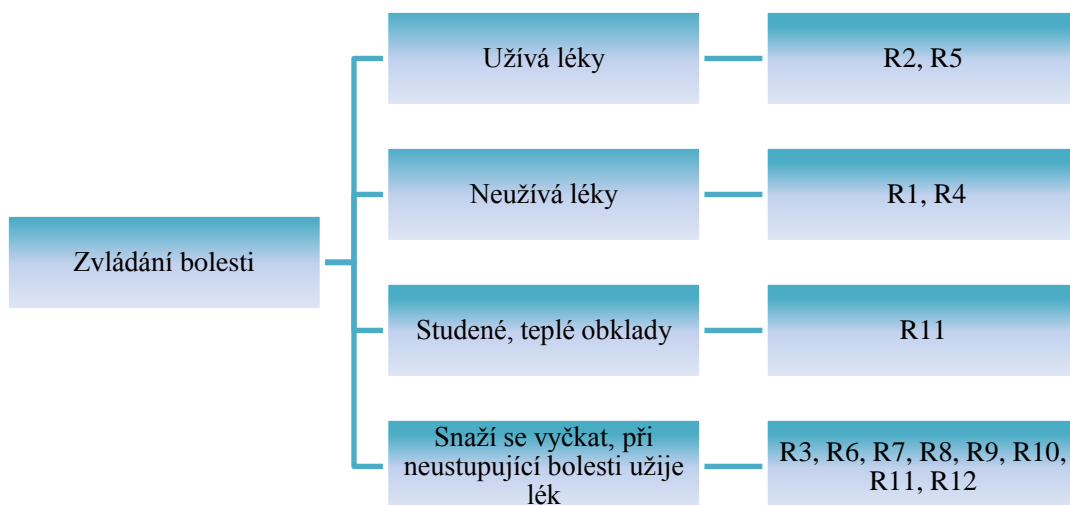 Užívá léky
R2, R5
Neužívá léky
R1, R4
Zvládání bolesti
Studené, teplé obklady
R11
Snaží se vyčkat, při
neustupující bolesti užije
lék
R3, R6, R7, R8, R9, R10,
R11, R12